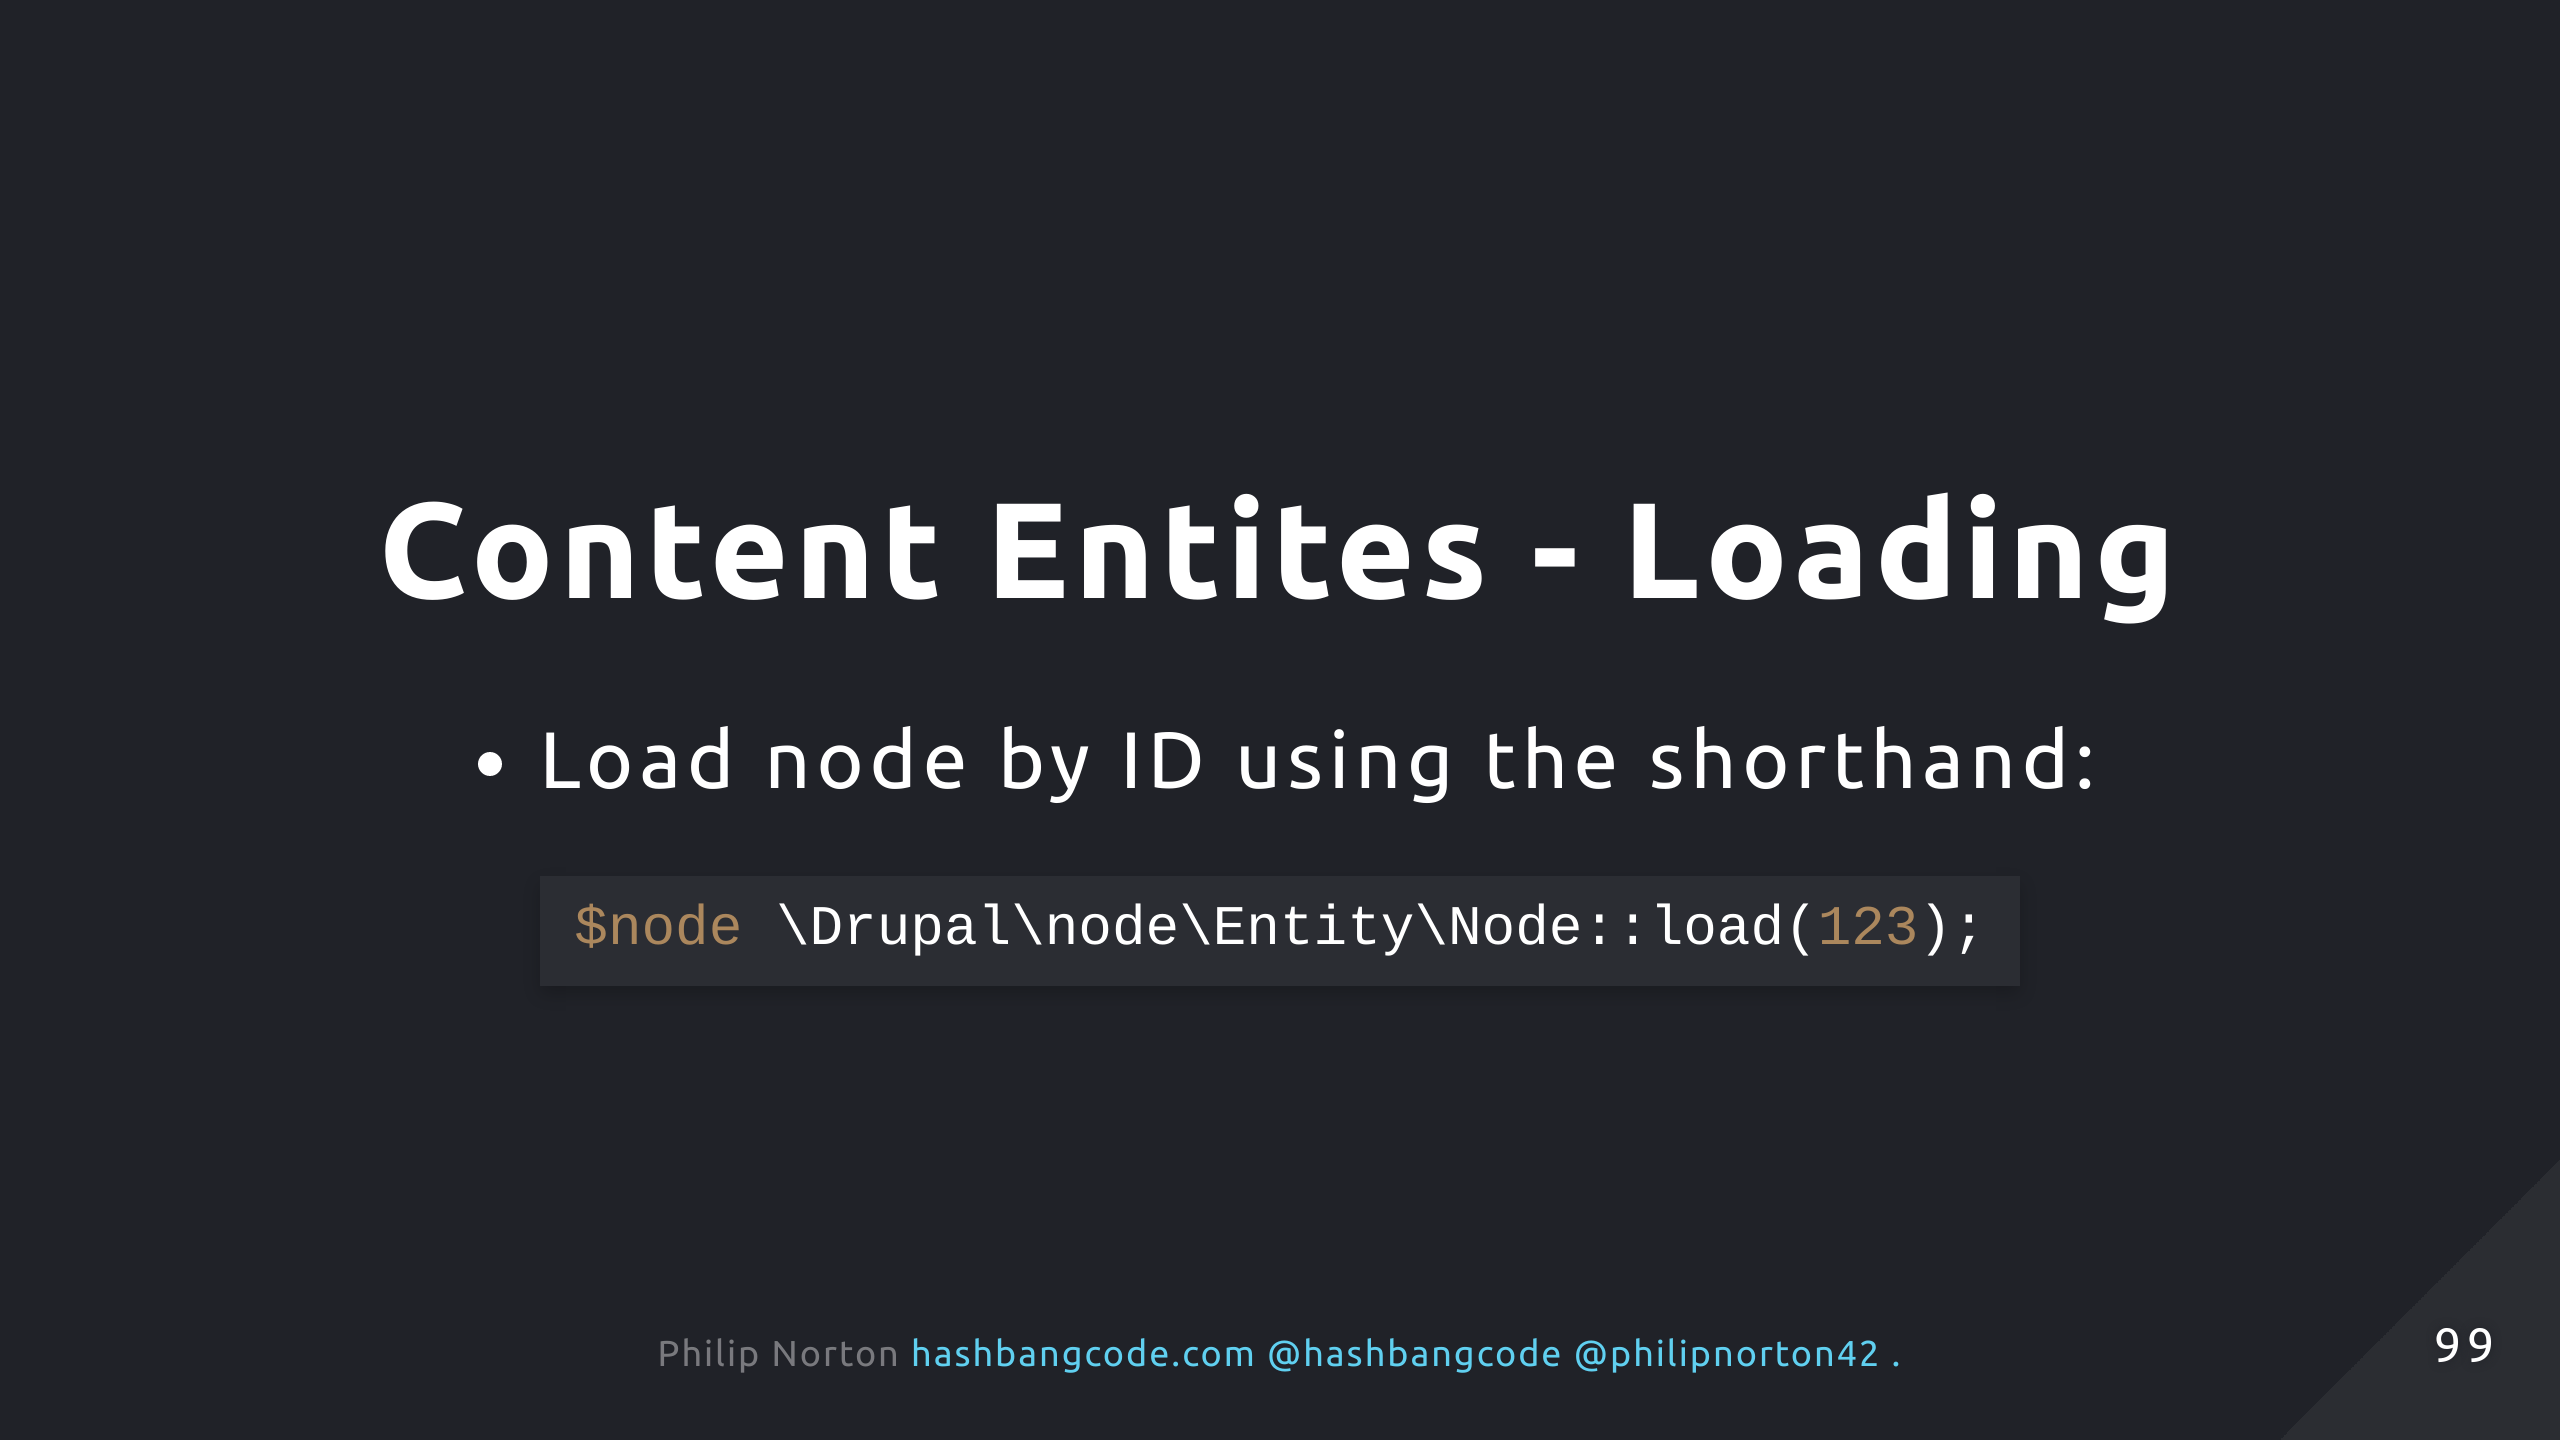 Content Entites - Loading
• Load node by ID using the shorthand:
$node \Drupal\node\Entity\Node::load(123);
Philip Norton hashbangcode.com @hashbangcode @philipnorton42 .
99